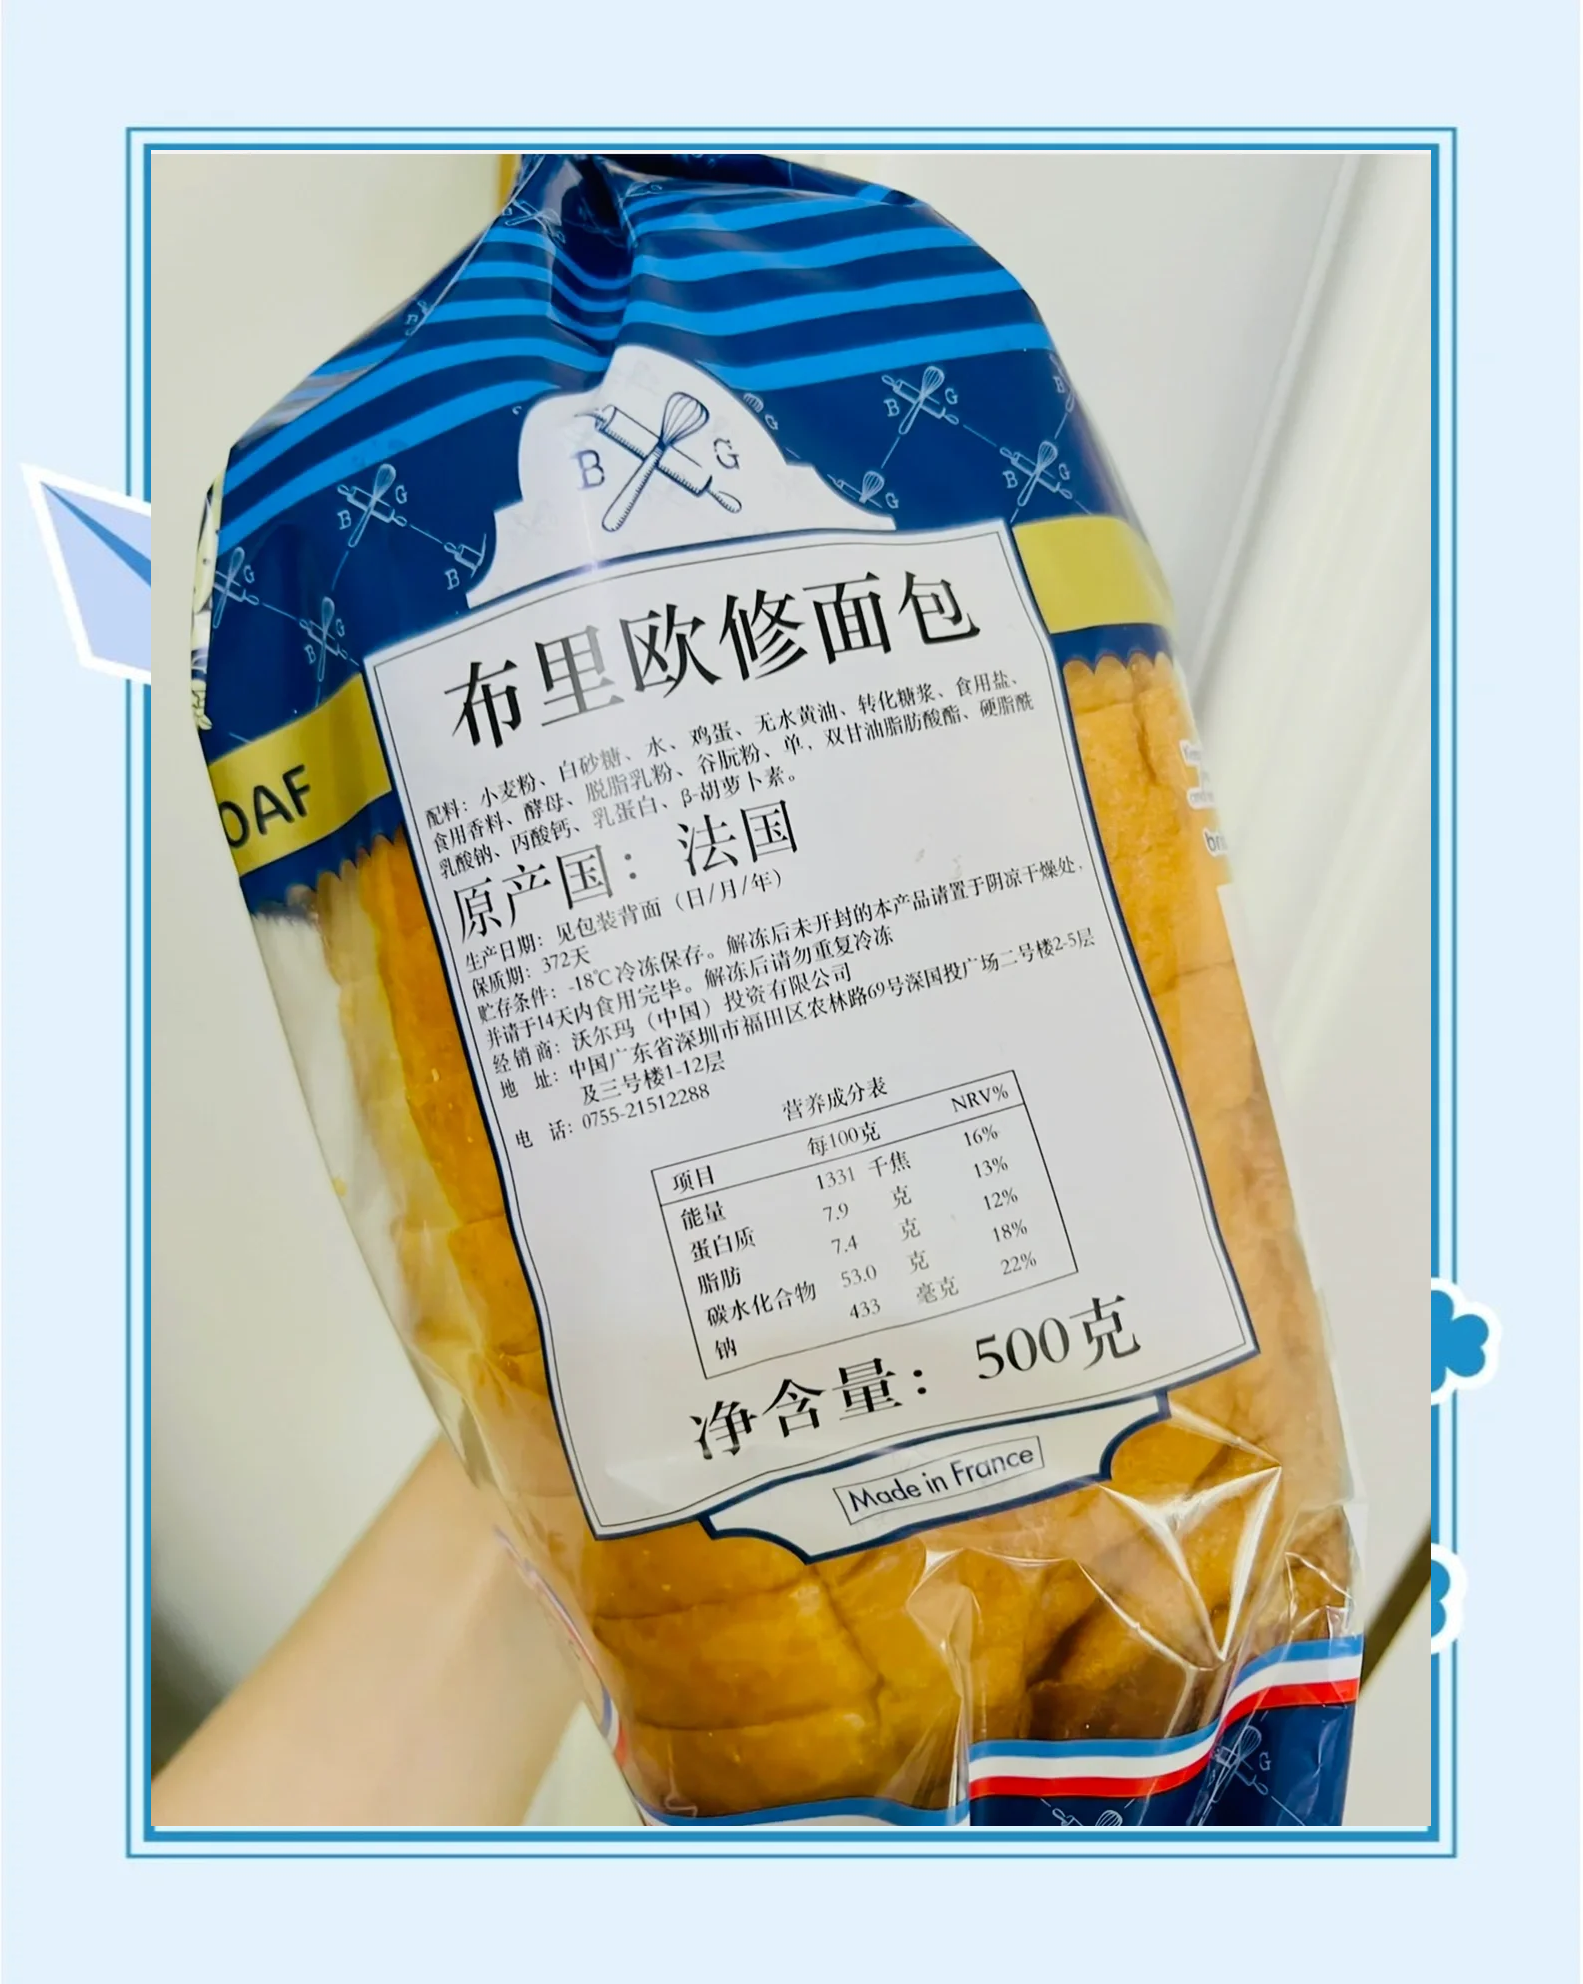 B G
OAF
布里欧修面包
配料：小麦粉、白砂糖、水、鸡蛋、无水黄油、转化糖浆、食用盐、
食用香料、酵母、脱脂乳粉、谷朊粉、单，双甘油脂肪酸酯、硬脂酰
乳酸钠、丙酸钙、乳蛋白、β-胡萝卜素。
原产国：法国
生产日期：见包装背面（日/月/年）
保质期：372天
贮存条件：-18℃冷冻保存。解冻后未开封的本产品请置于阴凉干燥处，
并请于14天内食用完毕。解冻后请勿重复冷冻
经销商：沃尔玛（中国）投资有限公司
地 址：中国广东省深圳市福田区农林路69号深国投广场二号楼2-5层
及三号楼1-12层
电 话：0755-21512288
营养成分表
项目 每100克 NRV%
能量 1331 千焦 16%
蛋白质 7.9 克 13%
脂肪 7.4 克 12%
碳水化合物 53.0 克 18%
钠 433 毫克 22%
净含量：500克
Made in France